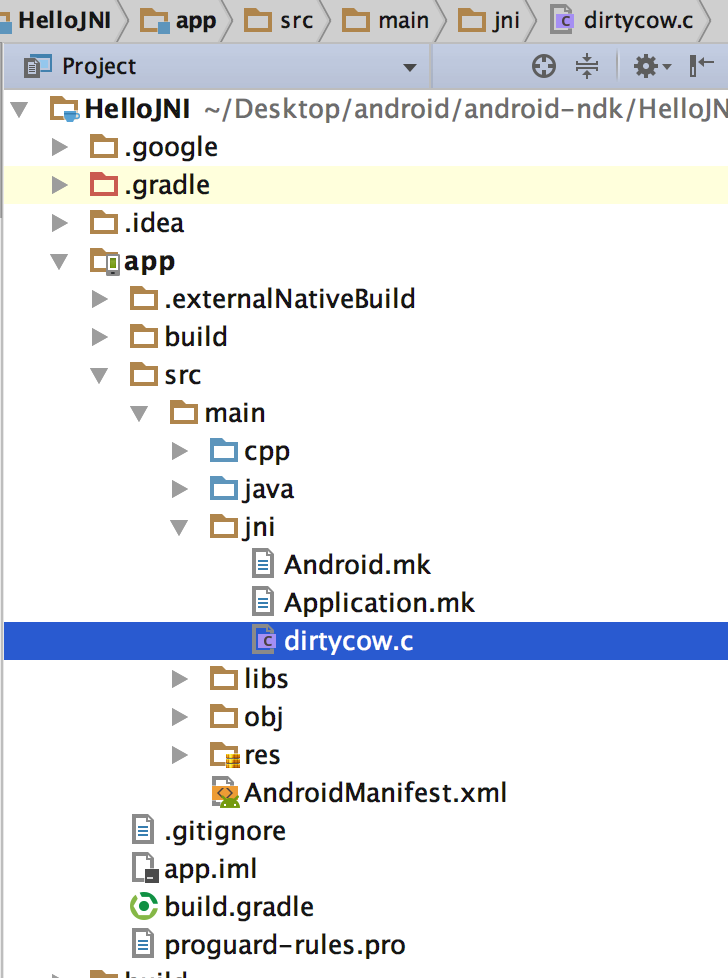 HelloJNI app src main jni dirtycow.c
Project
HelloJNI ~/Desktop/android/android-ndk/HelloJN
.google
.gradle
.idea
app
.externalNativeBuild
build
src
main
cpp
java
jni
Android.mk
Application.mk
dirtycow.c
libs
obj
res
AndroidManifest.xml
.gitignore
app.iml
build.gradle
proguard-rules.pro